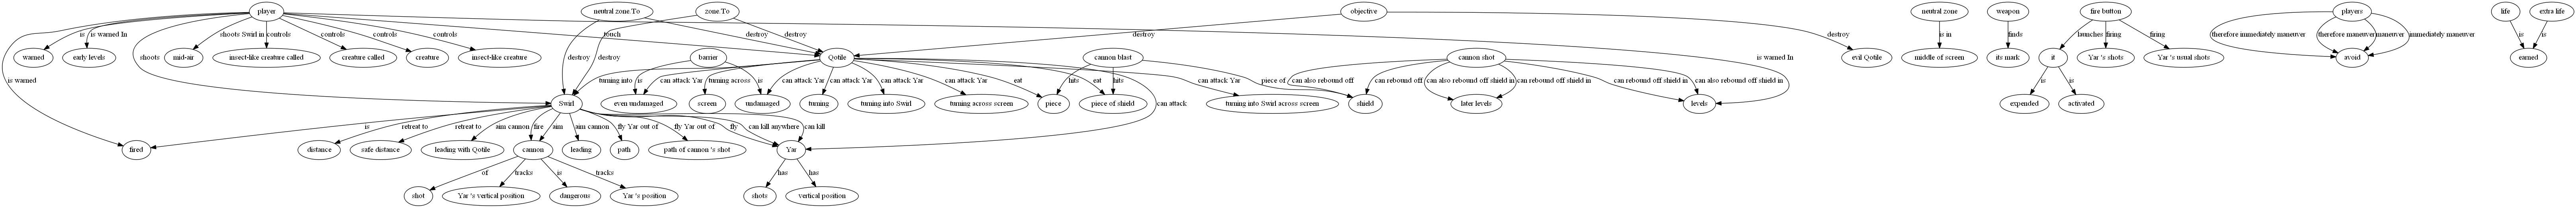 player
neutral zone.To
zone.To
objective
neutral zone
weapon
fire button
players
life
extra life
is
is warned In
shoots Swid in
controls
controls
controls
controls
touch
destroy
destroy
destroy
destroy
is in
finds
launches
firing
firing
therefore immediately maneuver
therefore maneuver
maneuver
immediately maneuver
is
is
warned
early levels
mid-air
insect-like creature called
creature called
creature
insect-like creature
barrier
Qotile
cannon blast
cannon shot
evil Qotile
middle of screen
its mark
it
Yar 's shots
Yar 's usual shots
avoid
earned
is warned
shoots
destroy
destroy
turning into
is
can attack Yar
turning across
is
can attack Yar
can attack Yar
can attack Yar
can attack Yar
eat
eat
hits
hits
can attack Yar
piece of
can also rebound off
can rebound off
can also rebound off shield in
can rebound off shield in
can rebound off shield in
can also rebound off shield in
is warned In
is
is
Swid
even undamaged
screen
undamaged
turning
turning into Swid
turning across screen
piece
piece of shield
turning into Swid across screen
shield
later levels
levels
expended
activated
can attack
is
retreat to
retreat to
aim cannon
fire
aim
aim cannon
fly Yar out of
fly Yar out of
fly
can kill anywhere
can kill
fired
distance
safe distance
leading with Qotile
cannon
leading
path
path of cannon 's shot
Yar
of
tracks
is
tracks
has
has
shot
Yar 's vertical position
dangerous
Yar 's position
shots
vertical position